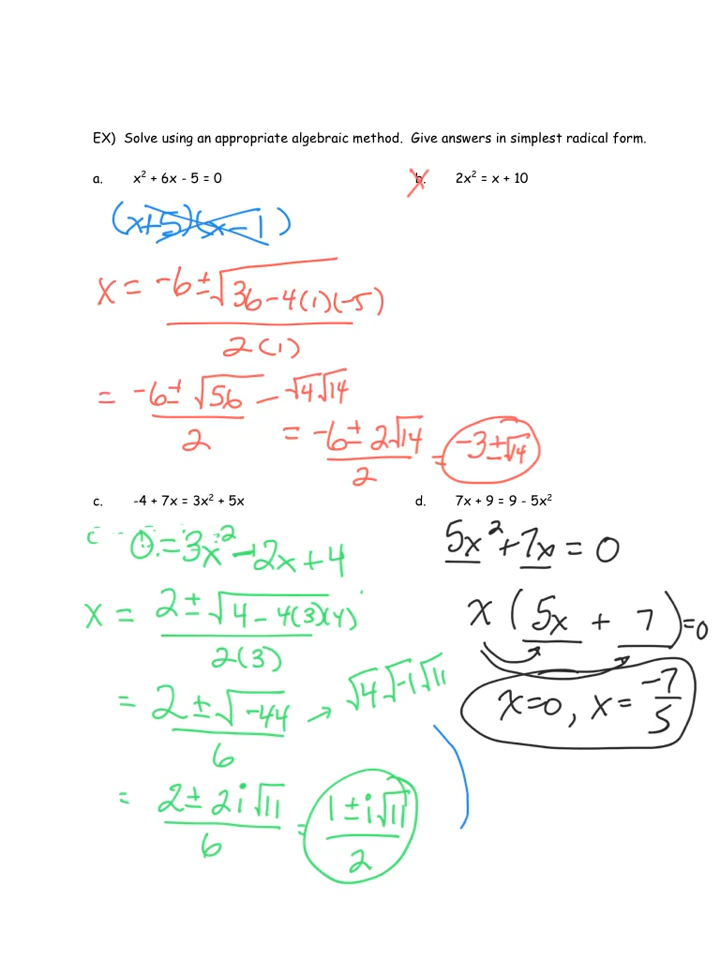 EX) Solve using an appropriate algebraic method. Give answers in simplest radical form.
a. x² + 6x - 5 = 0
b. 2x² = x + 10
(x+5)(x-1)
x = -6 ± √36-4(1)(-5)
2(1)
= -6 ± √56 - √4√14
2
= -6 ± 2√14
2
= -3 ± √14
c. -4 + 7x = 3x² + 5x
d. 7x + 9 = 9 - 5x²
c 0 = 3x² - 2x + 4
x = 2 ± √4 - 4(3)(4)
2(3)
= 2 ± √-44 → √4√-1√11
6
= 2 ± 2i√11
6
= 1 ± i√11
2
5x² + 7x = 0
x(5x + 7) = 0
x=0, x = -7/5